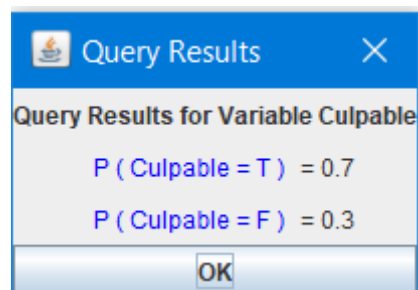 Query Results
Query Results for Variable Culpable
P ( Culpable = T ) = 0.7
P ( Culpable = F ) = 0.3
OK